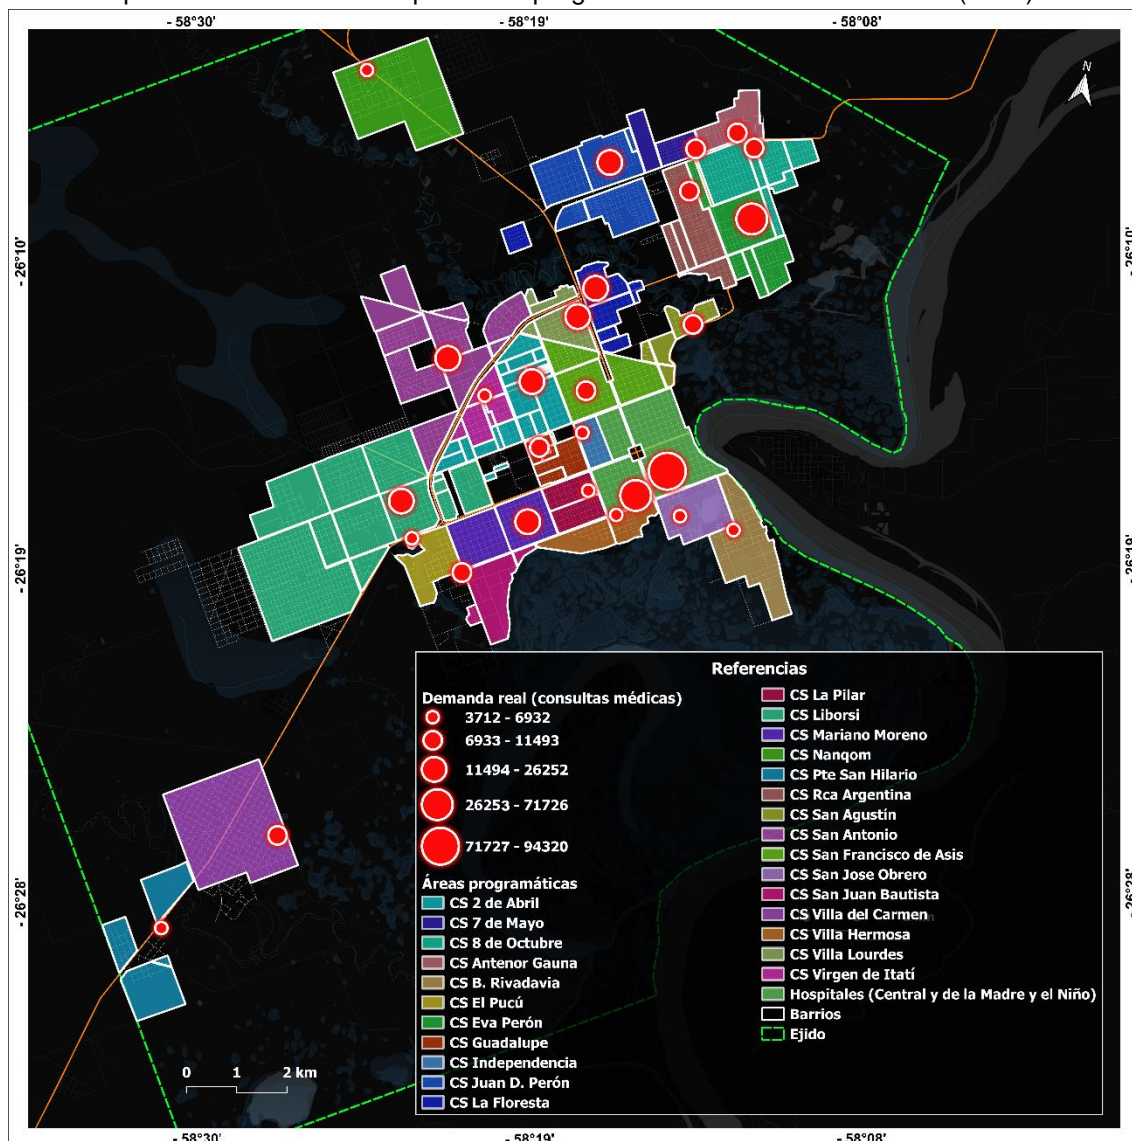 - 58°30' - 58°19' - 58°08'
N
-26°10' -26°10'
-26°19' -26°19'
-26°28' -26°28'
Referencias
Demanda real (consultas médicas)
3712 - 6932
6933 - 11493
11494 - 26252
26253 - 71726
71727 - 94320
Áreas programáticas
CS 2 de Abril
CS 7 de Mayo
CS 8 de Octubre
CS Antenor Gauna
CS B. Rivadavia
CS El Pucú
CS Eva Perón
CS Guadalupe
CS Independencia
CS Juan D. Perón
CS La Floresta
CS La Pilar
CS Liborsi
CS Mariano Moreno
CS Nanqom
CS Pte San Hilario
CS Rca Argentina
CS San Agustín
CS San Antonio
CS San Francisco de Asis
CS San Jose Obrero
CS San Juan Bautista
CS Villa del Carmen
CS Villa Hermosa
CS Villa Lourdes
CS Virgen de Itatí
Hospitales (Central y de la Madre y el Niño)
Barrios
Ejido
0 1 2 km
- 58°30' - 58°19' - 58°08'